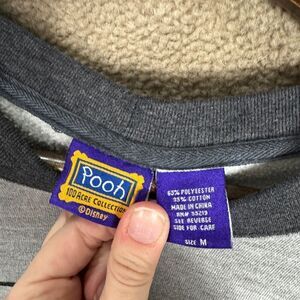 Pooh
100 ACRE COLLECTION
©Disney
65% POLYESTER
35% COTTON
MADE IN CHINA
RN# 33219
SEE REVERSE
SIDE FOR CARE
SIZE M